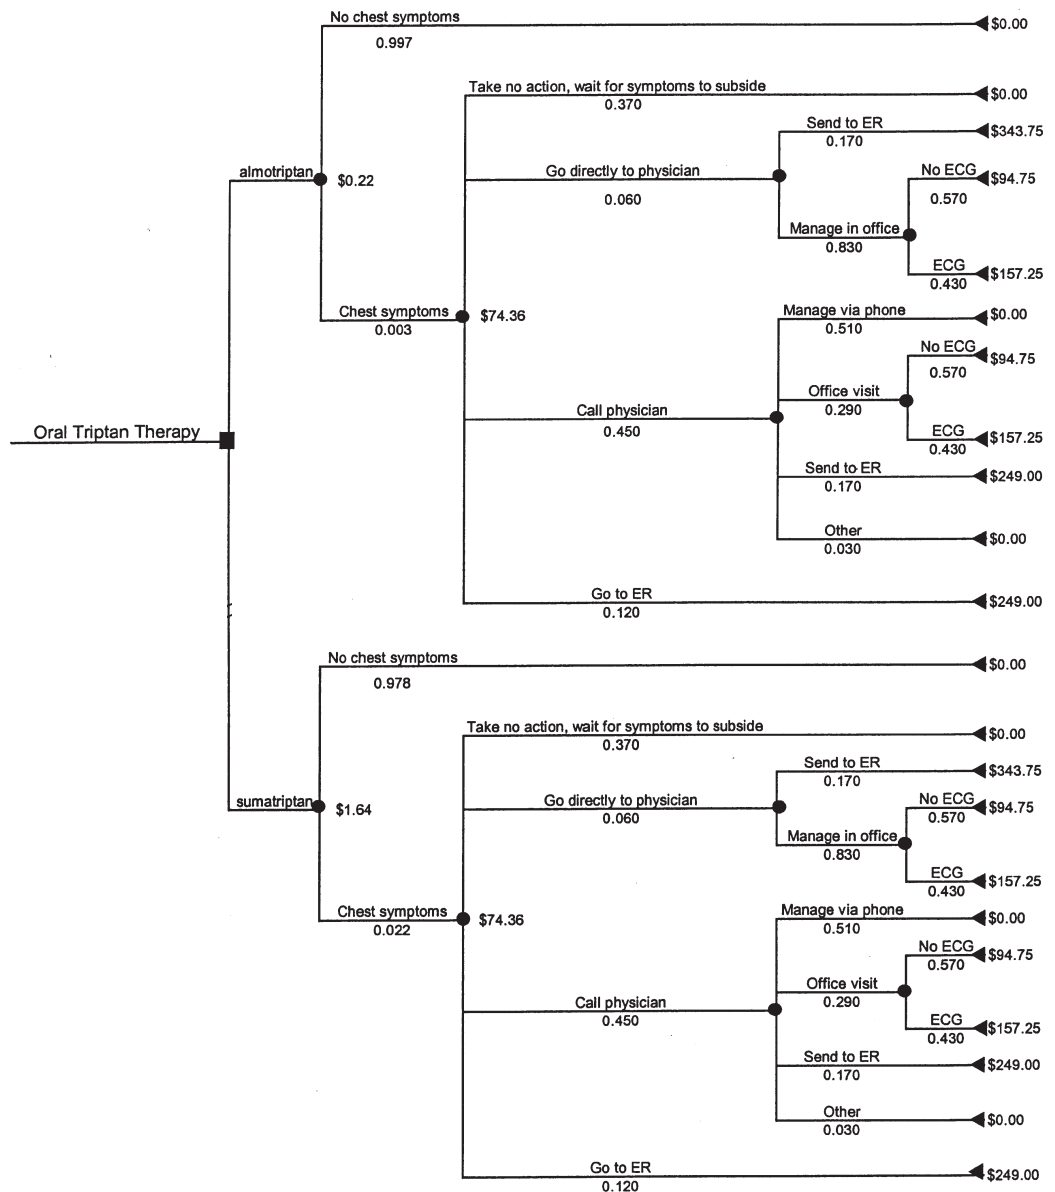 No chest symptoms
0.997
$0.00
Take no action, wait for symptoms to subside
0.370
$0.00
Send to ER
0.170
$343.75
almotriptan
$0.22
Go directly to physician
0.060
No ECG
0.570
$94.75
Manage in office
0.830
ECG
0.430
$157.25
Chest symptoms
0.003
$74.36
Manage via phone
0.510
$0.00
No ECG
0.570
$94.75
Office visit
0.290
Call physician
0.450
ECG
0.430
$157.25
Oral Triptan Therapy
Send to ER
0.170
$249.00
Other
0.030
$0.00
Go to ER
0.120
$249.00
No chest symptoms
0.978
$0.00
Take no action, wait for symptoms to subside
0.370
$0.00
Send to ER
0.170
$343.75
sumatriptan
$1.64
Go directly to physician
0.060
No ECG
0.570
$94.75
Manage in office
0.830
ECG
0.430
$157.25
Chest symptoms
0.022
$74.36
Manage via phone
0.510
$0.00
No ECG
0.570
$94.75
Office visit
0.290
Call physician
0.450
ECG
0.430
$157.25
Send to ER
0.170
$249.00
Other
0.030
$0.00
Go to ER
0.120
$249.00